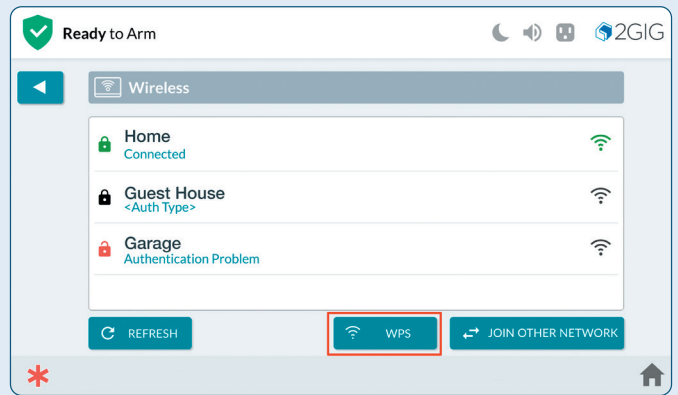 Ready to Arm
2GIG
Wireless
Home
Connected
Guest House
<Auth Type>
Garage
Authentication Problem
REFRESH
WPS
JOIN OTHER NETWORK